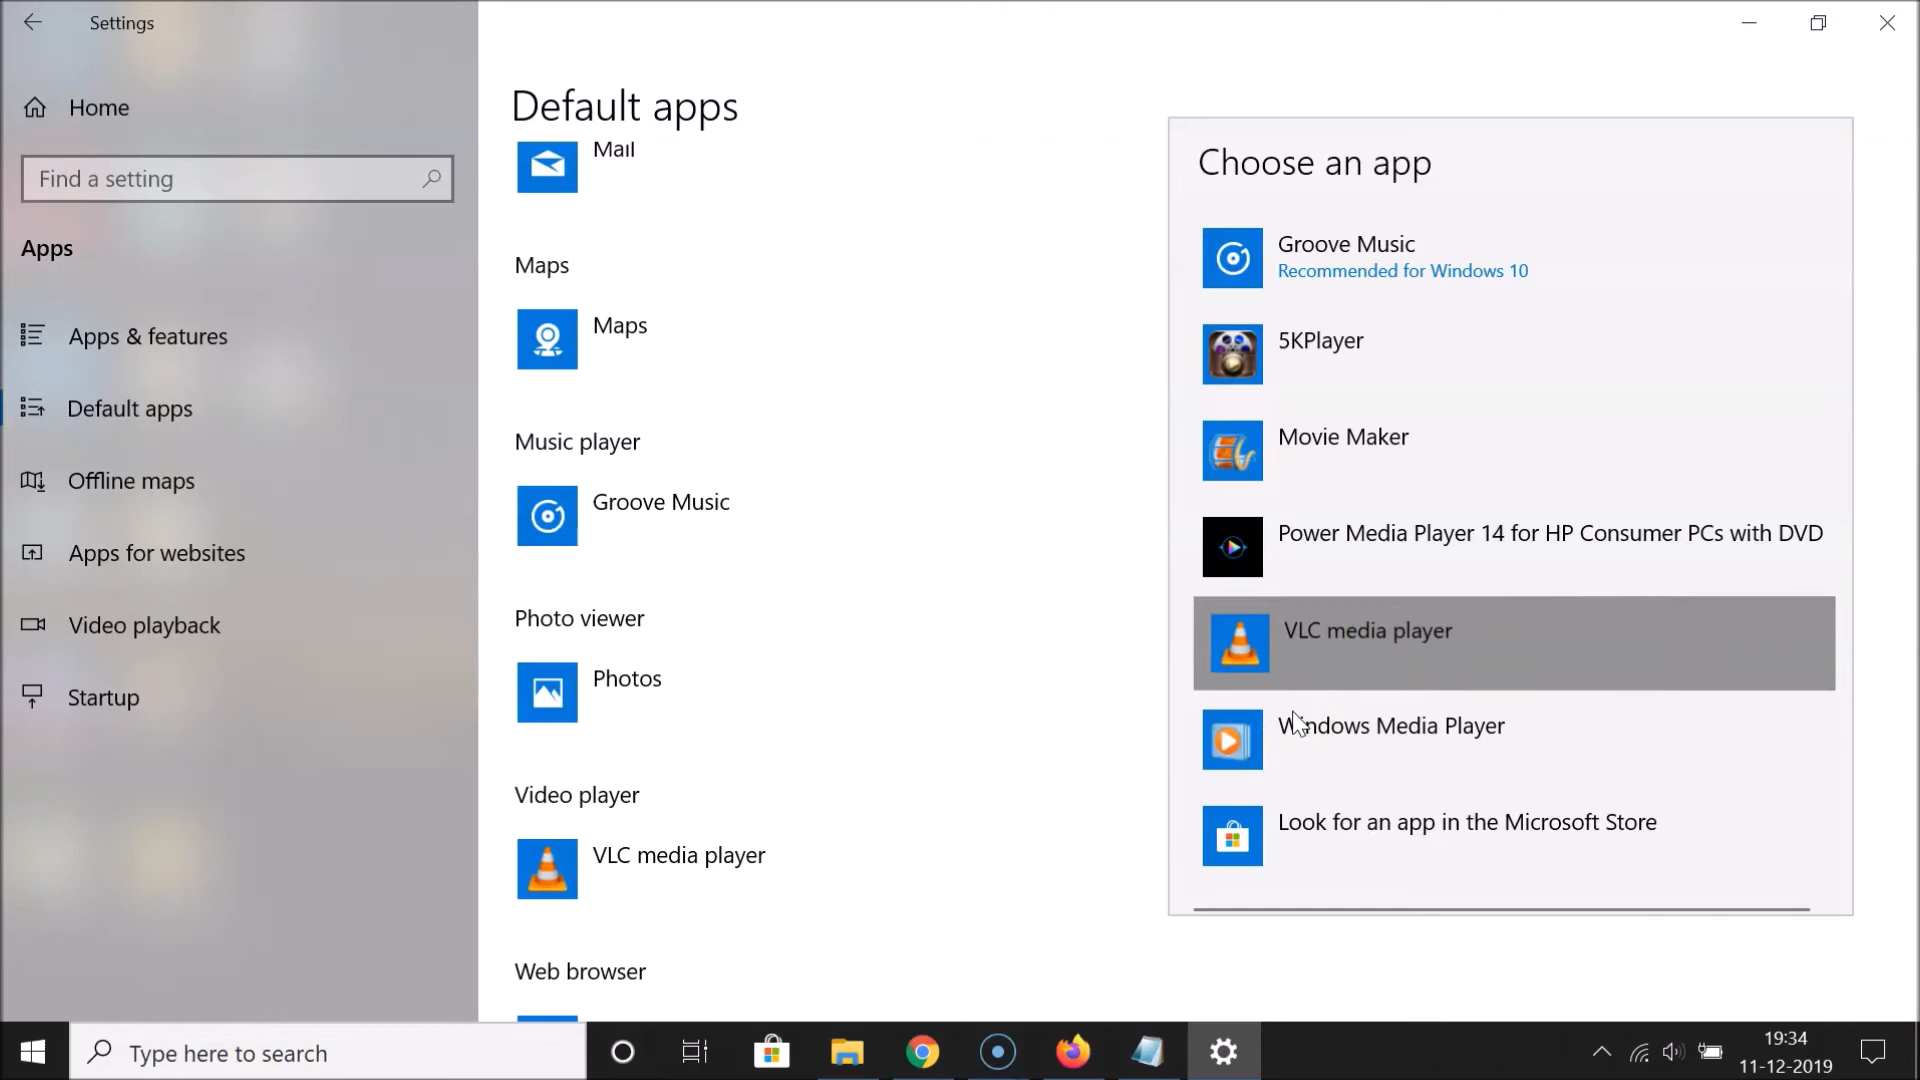 Settings
Home
Find a setting
Apps
Apps & features
Default apps
Offline maps
Apps for websites
Video playback
Startup
Default apps
Mail
Maps
Maps
Music player
Groove Music
Photo viewer
Photos
Video player
VLC media player
Web browser
Choose an app
Groove Music
Recommended for Windows 10
5KPlayer
Movie Maker
Power Media Player 14 for HP Consumer PCs with DVD
VLC media player
Windows Media Player
Look for an app in the Microsoft Store
Type here to search
19:34
11-12-2019